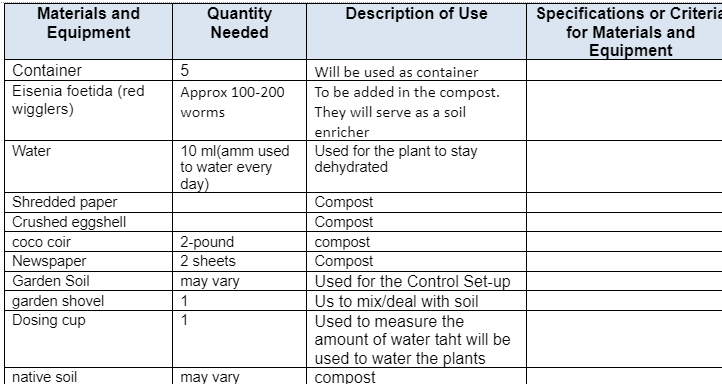 Materials and Equipment Quantity Needed Description of Use Specifications or Criteria for Materials and Equipment
Container 5 Will be used as container
Eisenia foetida (red wigglers) Approx 100-200 worms To be added in the compost. They will serve as a soil enricher
Water 10 ml(amm used to water every day) Used for the plant to stay dehydrated
Shredded paper Compost
Crushed eggshell Compost
coco coir 2-pound compost
Newspaper 2 sheets Compost
Garden Soil may vary Used for the Control Set-up
garden shovel 1 Us to mix/deal with soil
Dosing cup 1 Used to measure the amount of water taht will be used to water the plants
native soil may vary compost